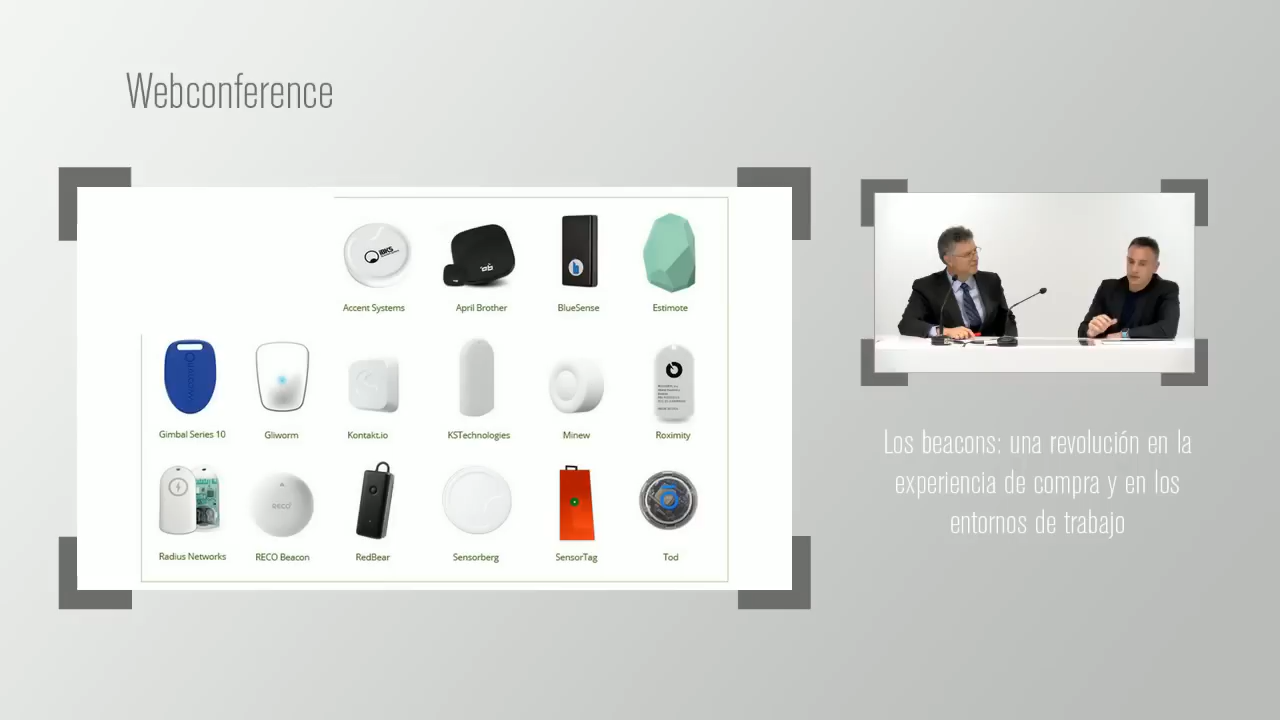 Webconference
Accent Systems
April Brother
BlueSense
Estimote
Gimbal Series 10
Gliworm
Kontakt.io
KSTechnologies
Minew
Roximity
RECO
Radius Networks
RECO Beacon
RedBear
Sensorberg
SensorTag
Tod
Los beacons: una revolución en la
experiencia de compra y en los
entornos de trabajo